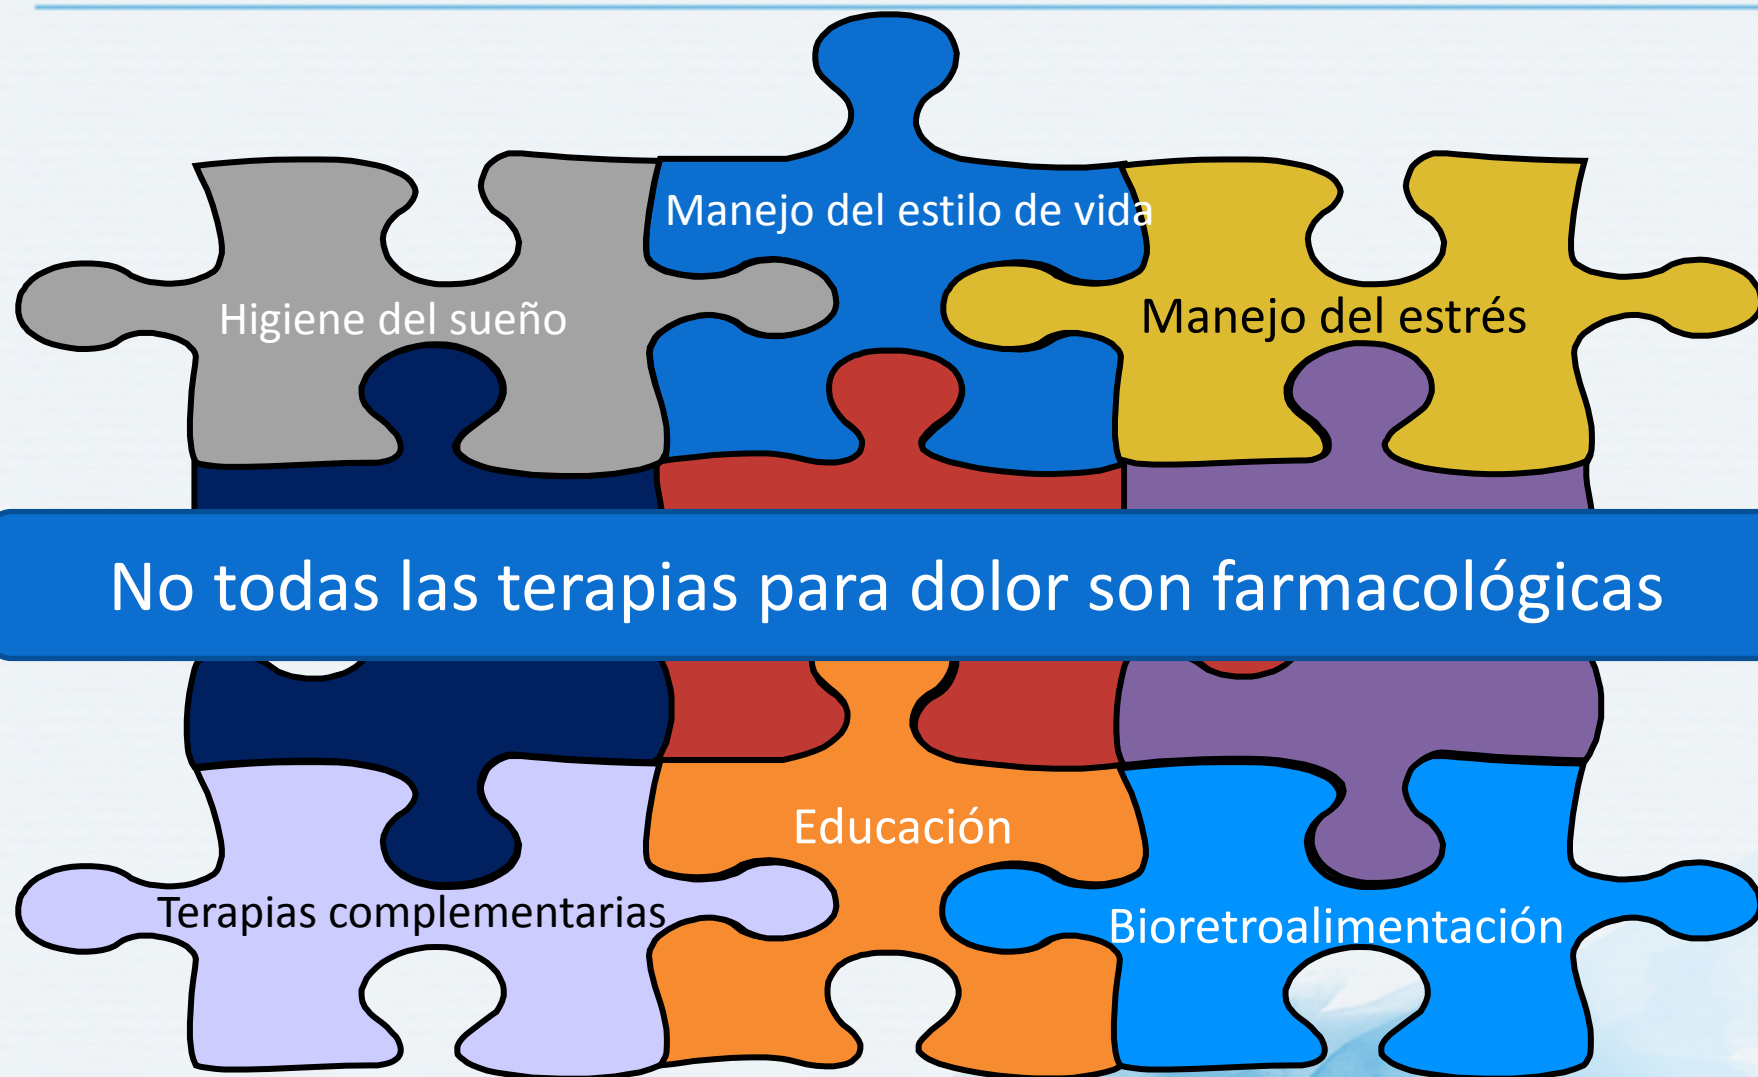 Manejo del estilo de vida
Higiene del sueño
Manejo del estrés
No todas las terapias para dolor son farmacológicas
Educación
Terapias complementarias
Bioretroalimentación